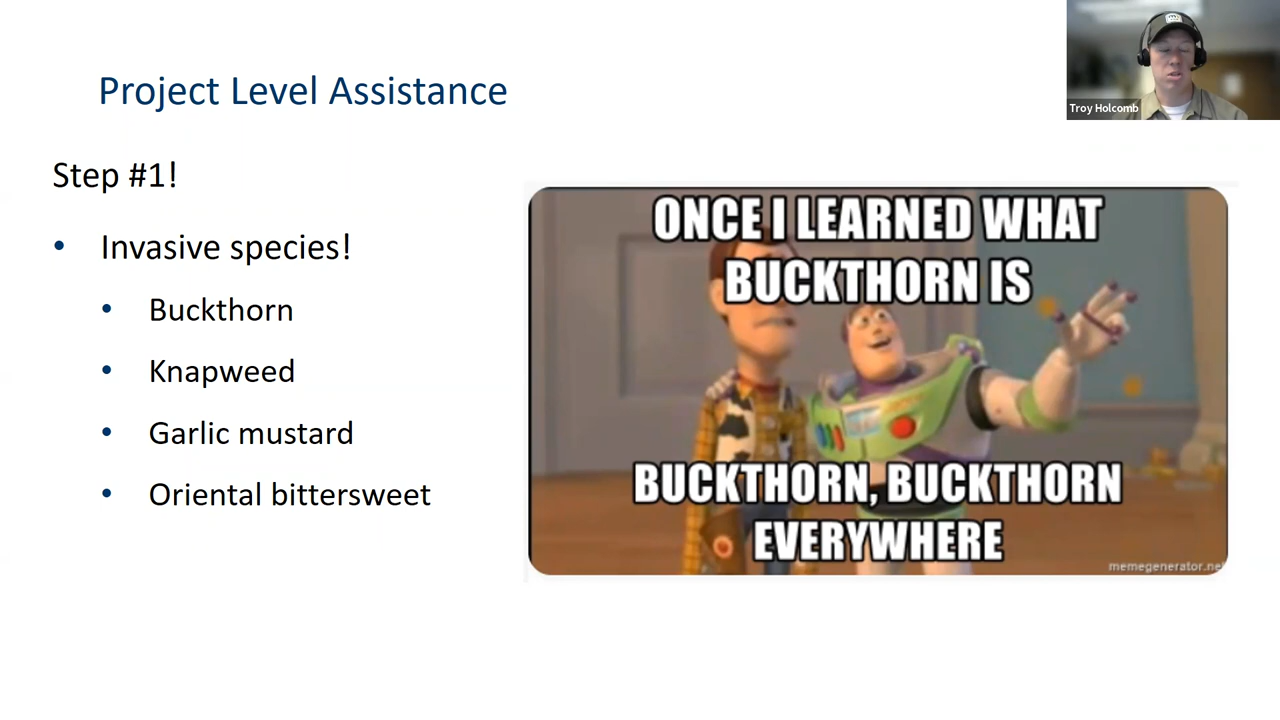 Project Level Assistance
Troy Holcomb
Step #1!
• Invasive species!
• Buckthorn
• Knapweed
• Garlic mustard
• Oriental bittersweet
ONCE I LEARNED WHAT
BUCKTHORN IS
BUCKTHORN, BUCKTHORN
EVERYWHERE
memegenerator.net